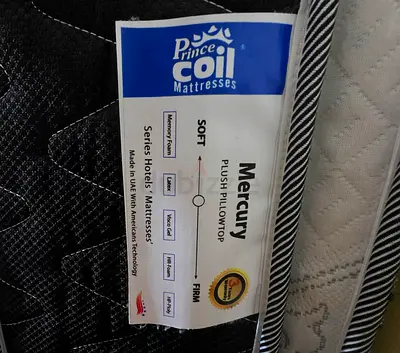 Prince
coil
Mattresses
Mercury
PLUSH PILLOWTOP
SOFT
FIRM
Memory Foam
Latex
Visco Gel
HR-Foam
HR-Poly
Series Hotels 'Mattresses'
Made in UAE With Americans Technology